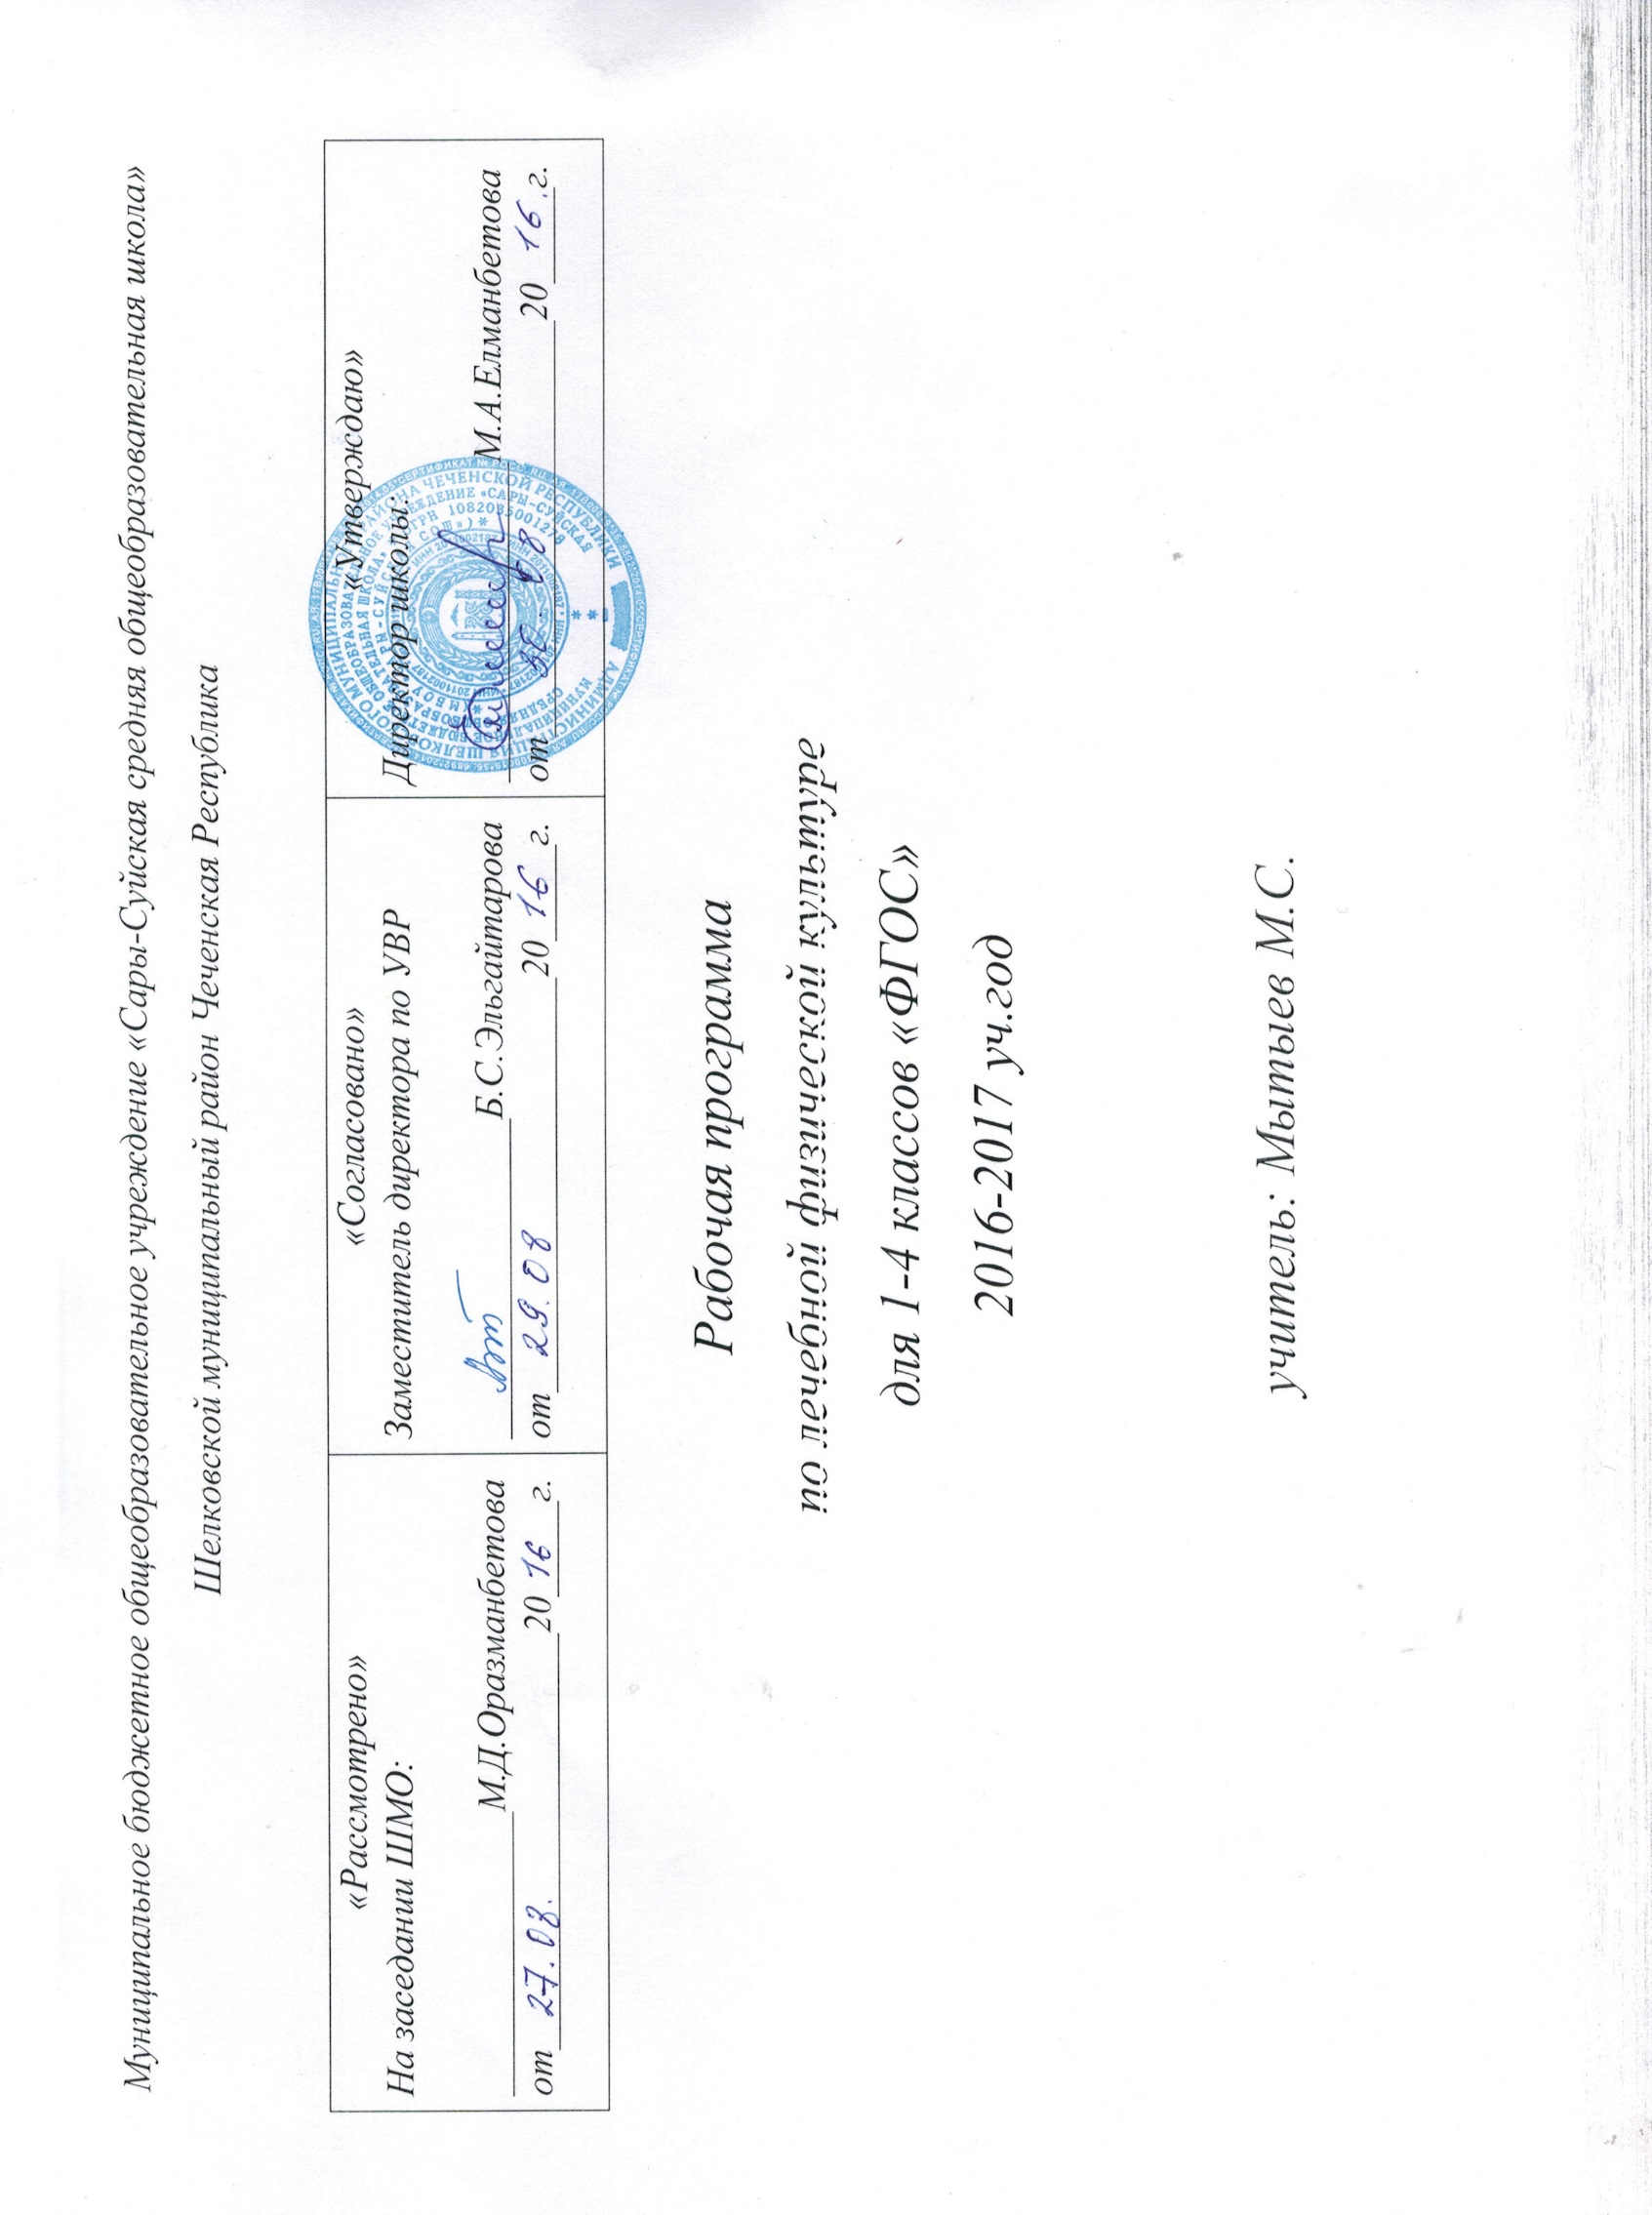 Муниципальное бюджетное общеобразовательное учреждение «Сары-Суйская средняя общеобразовательная школа»
Шелковской муниципальный район Чеченская Республика
«Рассмотрено»
На заседании ШМО:
М.Д.Оразманбетова
от 27.08. 20 16 г.
«Согласовано»
Заместитель директора по УВР
Б.С.Эльгайтарова
от 29.08 20 16 г.
«Утверждаю»
Директор школы:
М.А.Елманбетова
от 30.08 20 16 г.
Рабочая программа
по лечебной физической культуре
для 1-4 классов «ФГОС»
2016-2017 уч.год
учитель: Мытыев М.С.